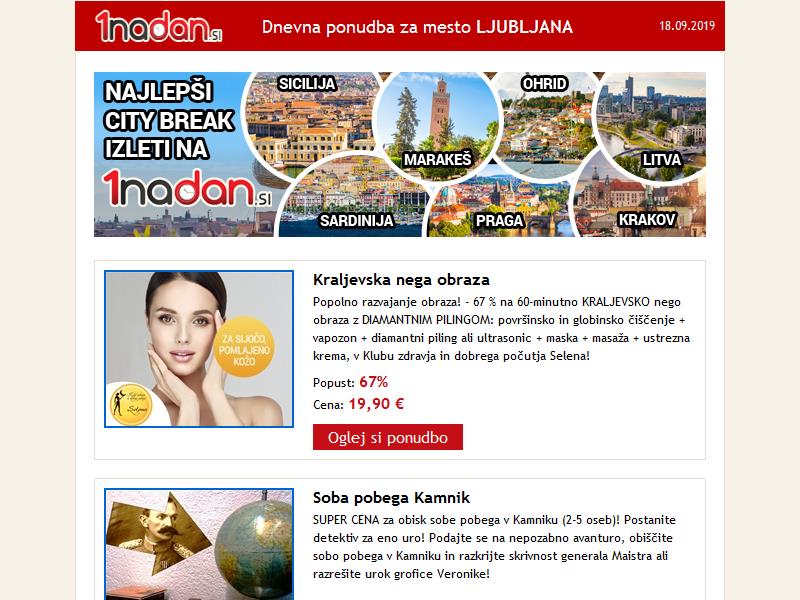 1nadan.si
Dnevna ponudba za mesto LJUBLJANA
18.09.2019
NAJLEPŠI
CITY BREAK
IZLETI NA
1nadan.si
SICILIJA
MARAKEŠ
OHRID
LITVA
SARDINIJA
PRAGA
KRAKOV
ZA SIJOČO,
POMLAJENO
KOŽO
Selena
Kraljevska nega obraza
Popolno razvajanje obraza! - 67 % na 60-minutno KRALJEVSKO nego
obraza z DIAMANTNIM PILINGOM: površinsko in globinsko čiščenje +
vapozon + diamantni piling ali ultrasonic + maska + masaža + ustrezna
krema, v Klubu zdravja in dobrega počutja Selena!
Popust: 67%
Cena: 19,90 €
Oglej si ponudbo
Soba pobega Kamnik
SUPER CENA za obisk sobe pobega v Kamniku (2-5 oseb)! Postanite
detektiv za eno uro! Podajte se na nepozabno avanturo, obiščite
sobo pobega v Kamniku in razkrijte skrivnost generala Maistra ali
razrešite urok grofice Veronike!